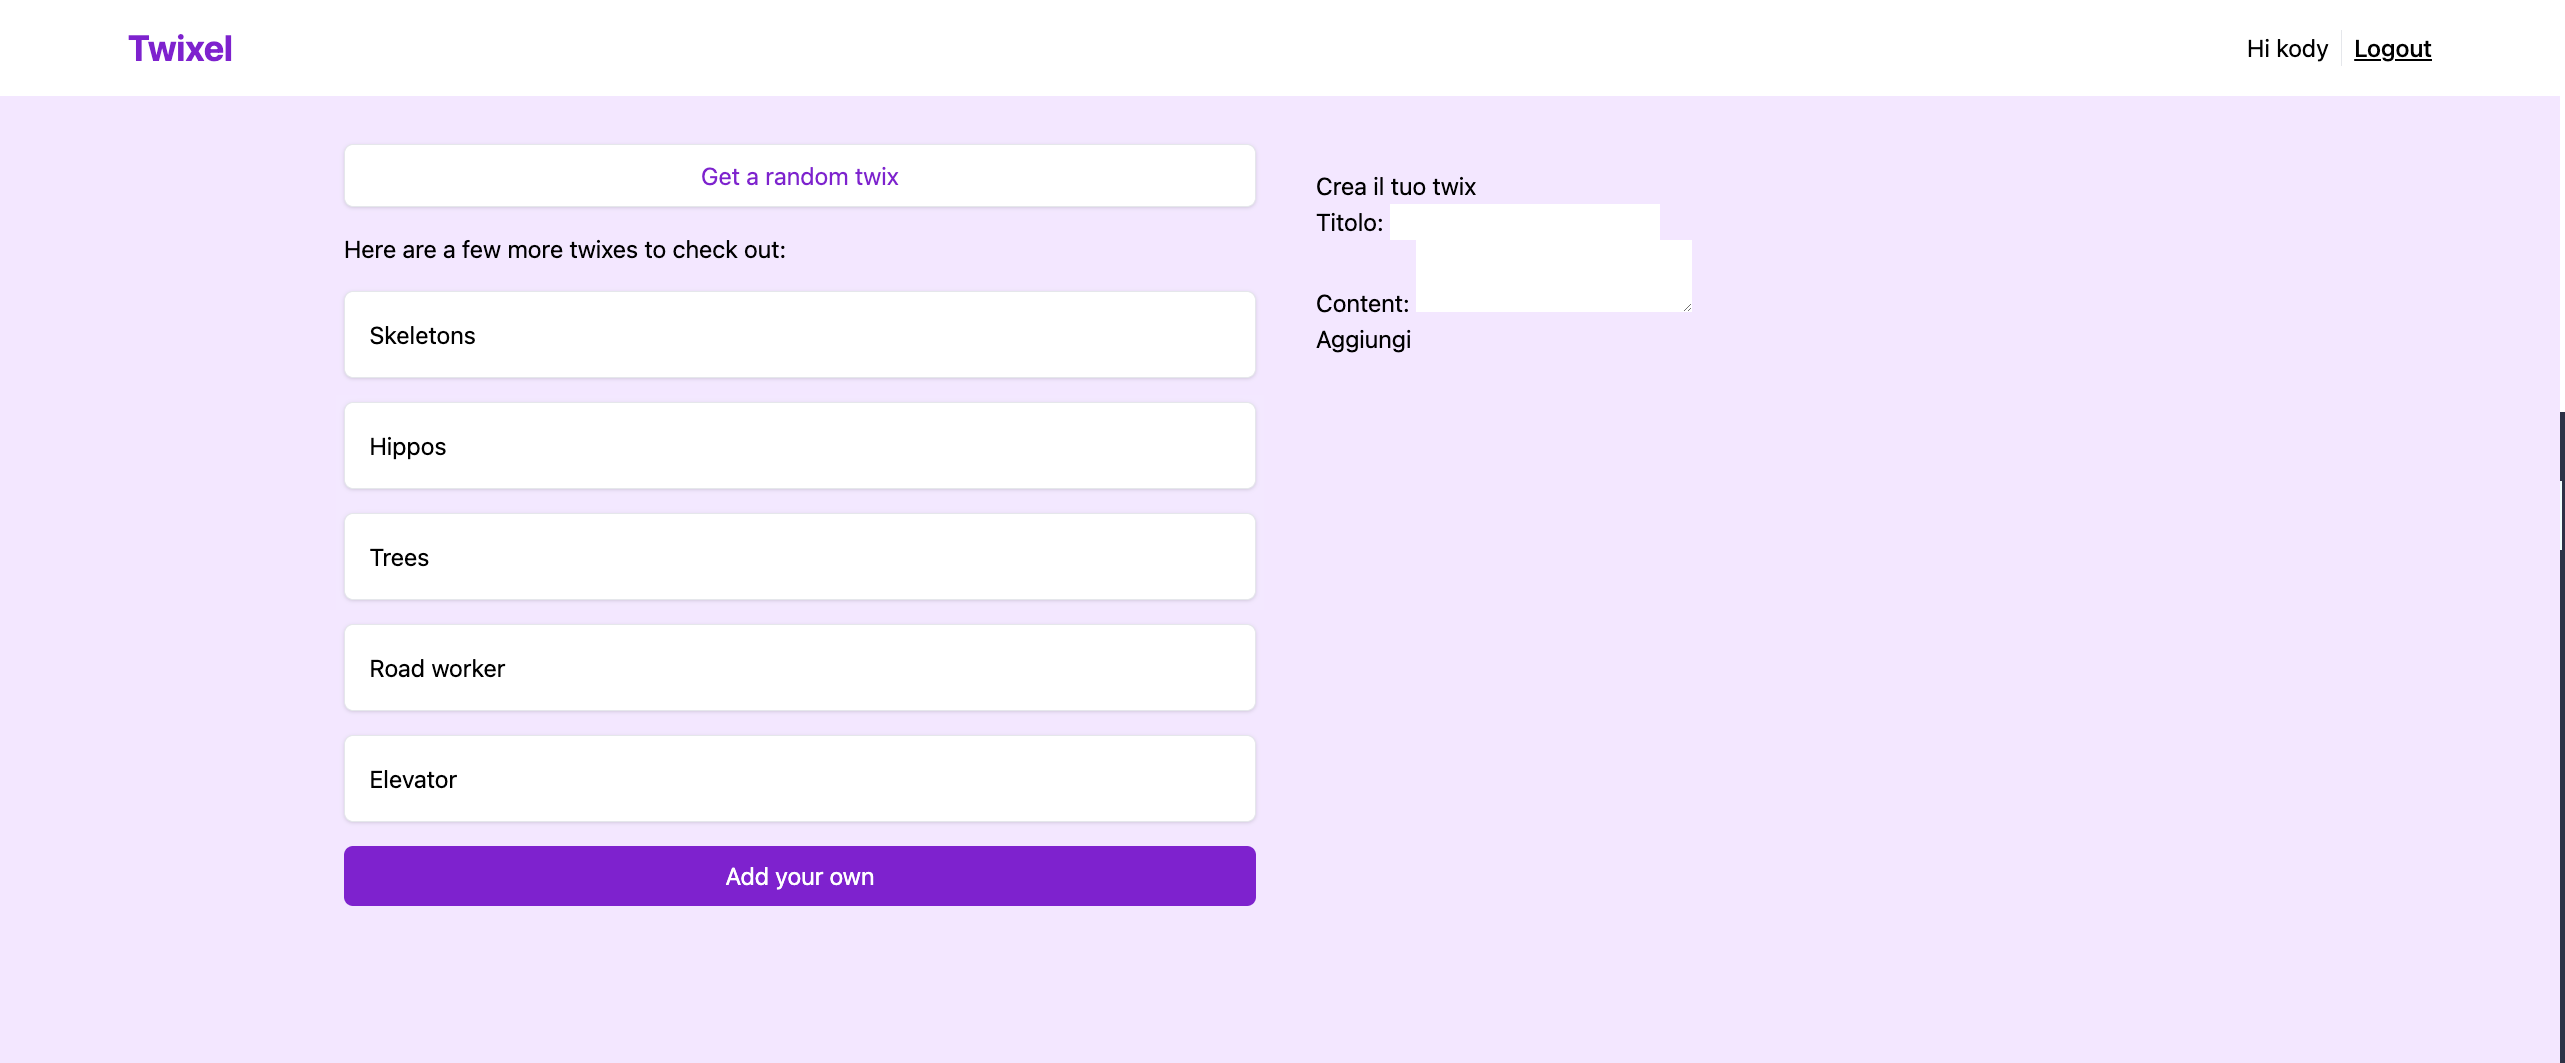 Twixel
Hi kody
Logout
Get a random twix
Here are a few more twixes to check out:
Skeletons
Hippos
Trees
Road worker
Elevator
Add your own
Crea il tuo twix
Titolo:
Content:
Aggiungi